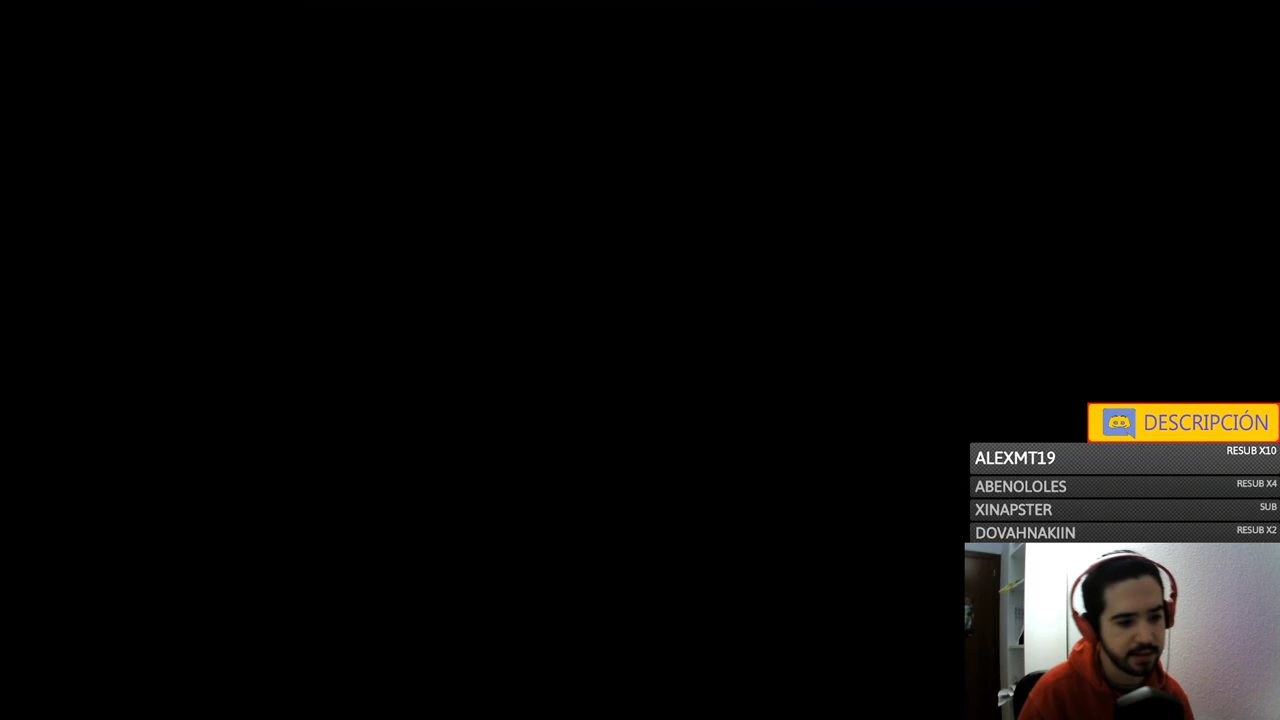 DESCRIPCIÓN
ALEXMT19 RESUB X10
ABENOLOLES RESUB X4
XINAPSTER SUB
DOVAHNAKIIN RESUB X2